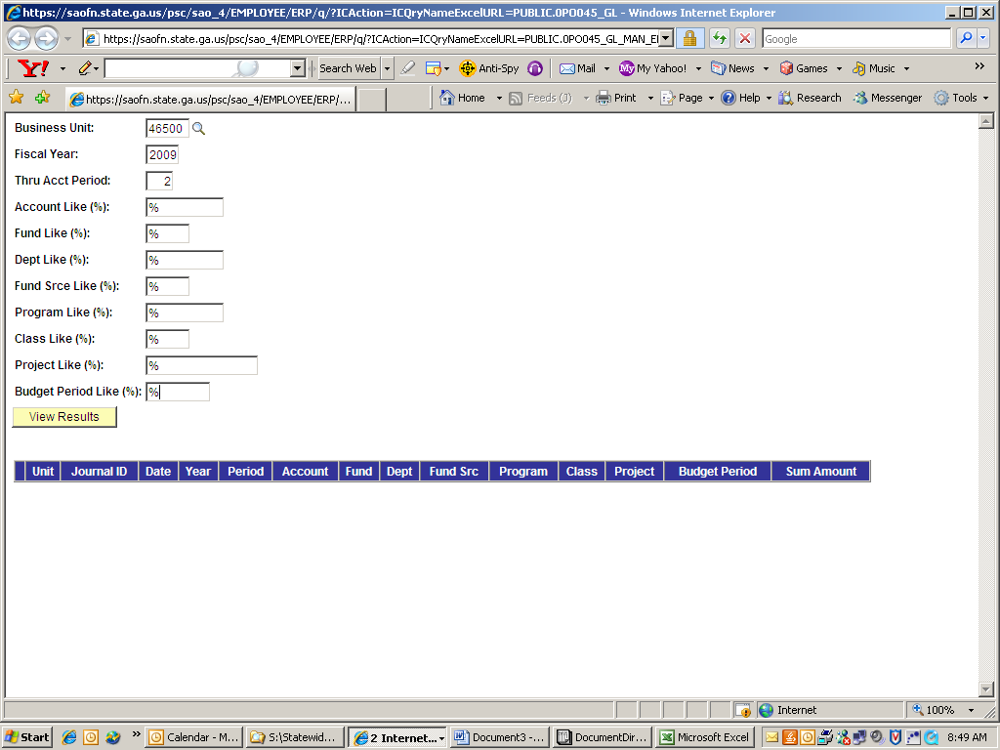 https://saofn.state.ga.us/psc/sao_4/EMPLOYEE/ERP/q/?ICAction=ICQryNameExcelURL=PUBLIC.0PO045_GL - Windows Internet Explorer
https://saofn.state.ga.us/psc/sao_4/EMPLOYEE/ERP/q/?ICAction=ICQryNameExcelURL=PUBLIC.0PO045_GL_MAN_E
Google
Y! Search Web Anti-Spy Mail My Yahoo! News Games Music
https://saofn.state.ga.us/psc/sao_4/EMPLOYEE/ERP/... Home Feeds (J) Print Page Help Research Messenger Tools
Business Unit: 46500
Fiscal Year: 2009
Thru Acct Period: 2
Account Like (%): %
Fund Like (%): %
Dept Like (%): %
Fund Srce Like (%): %
Program Like (%): %
Class Like (%): %
Project Like (%): %
Budget Period Like (%): %
View Results
Unit Journal ID Date Year Period Account Fund Dept Fund Src Program Class Project Budget Period Sum Amount
Internet 100%
Start Calendar - M... S:\Statewid... 2 Internet... Document3 - ... DocumentDir... Microsoft Excel 8:49 AM